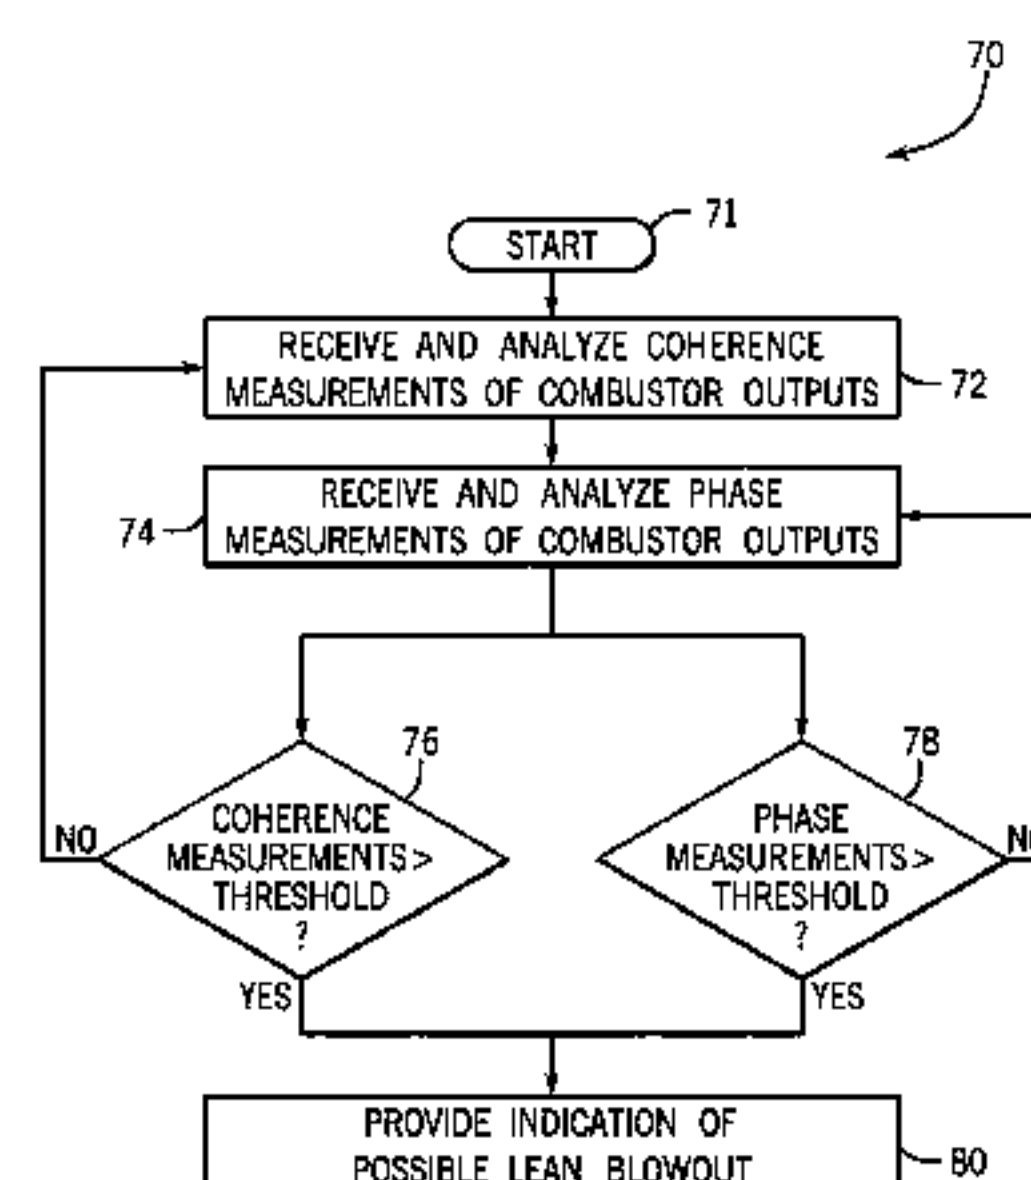 70
START
71
RECEIVE AND ANALYZE COHERENCE
MEASUREMENTS OF COMBUSTOR OUTPUTS
72
RECEIVE AND ANALYZE PHASE
MEASUREMENTS OF COMBUSTOR OUTPUTS
74
76
COHERENCE
MEASUREMENTS >
THRESHOLD
?
NO
YES
78
PHASE
MEASUREMENTS >
THRESHOLD
?
NO
YES
PROVIDE INDICATION OF
POSSIBLE LEAN BLOWOUT
80